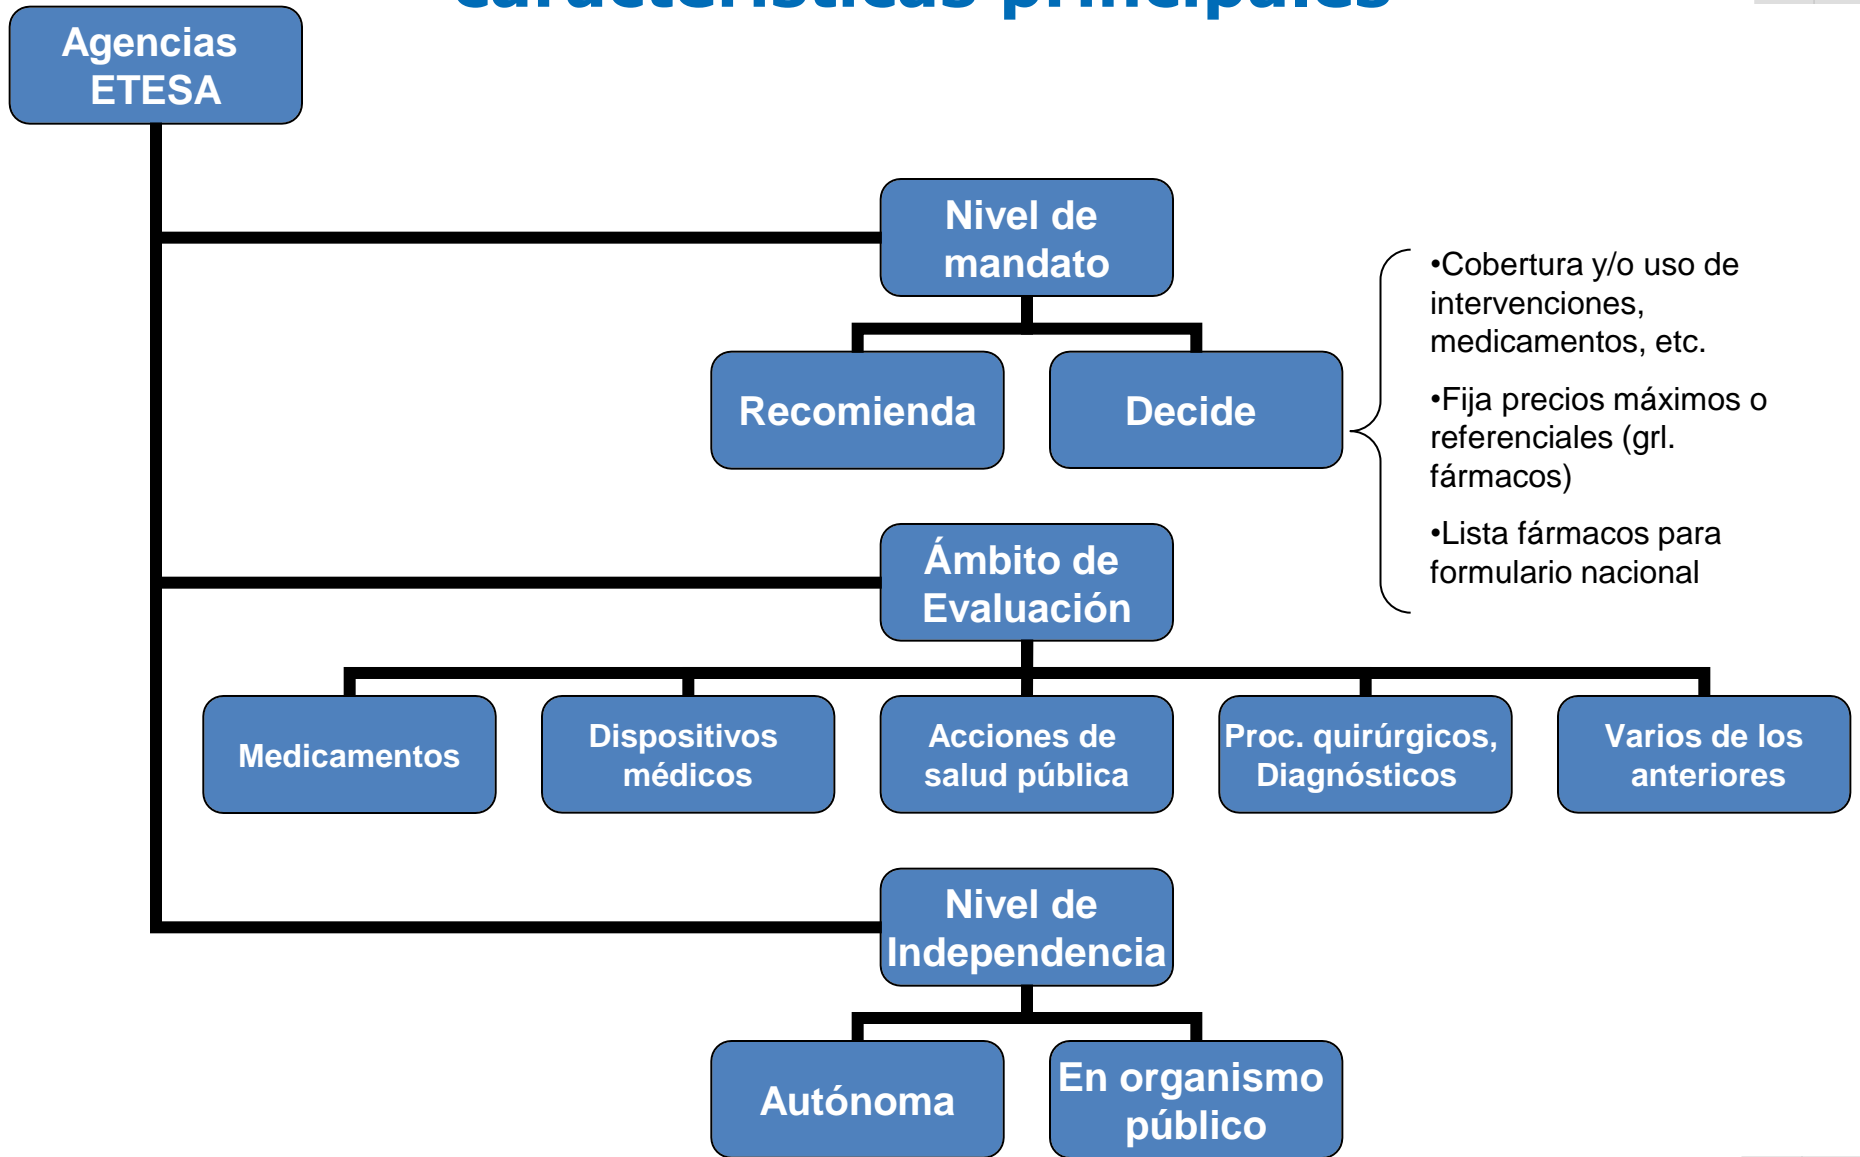 características principales
Agencias
ETESA
Nivel de
mandato
Recomienda
Decide
•Cobertura y/o uso de
intervenciones,
medicamentos, etc.
•Fija precios máximos o
referenciales (grl.
fármacos)
•Lista fármacos para
formulario nacional
Ámbito de
Evaluación
Medicamentos
Dispositivos
médicos
Acciones de
salud pública
Proc. quirúrgicos,
Diagnósticos
Varios de los
anteriores
Nivel de
Independencia
Autónoma
En organismo
público